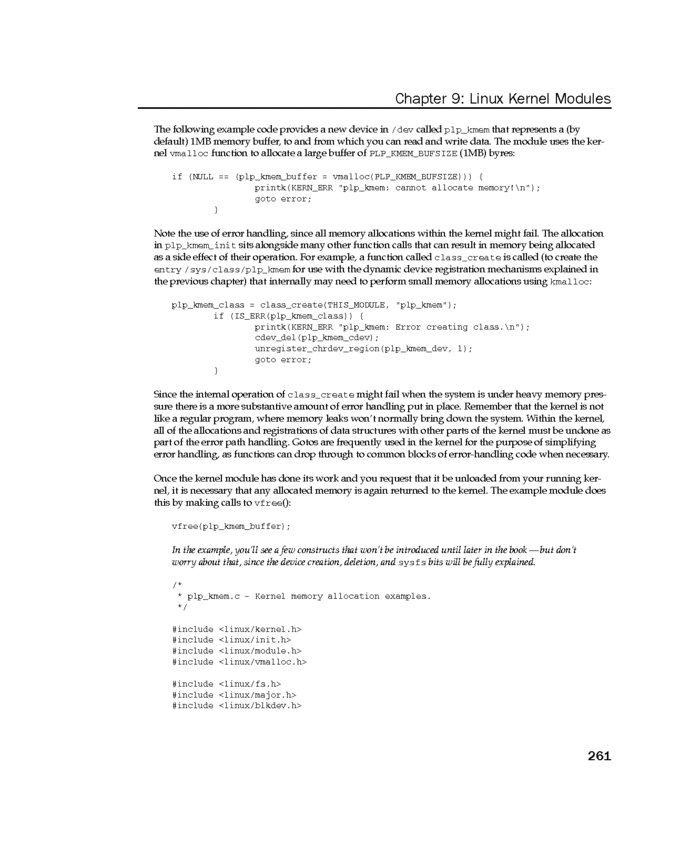 Chapter 9: Linux Kernel Modules
The following example code provides a new device in /dev called plp_kmem that represents a (by
default) 1MB memory buffer, to and from which you can read and write data. The module uses the ker-
nel vmalloc function to allocate a large buffer of PLP_KMEM_BUFSIZE (1MB) byres:
if (NULL == (plp_kmem_buffer = vmalloc(PLP_KMEM_BUFSIZE))) {
printk(KERN_ERR "plp_kmem: cannot allocate memory!\n");
goto error;
}
Note the use of error handling, since all memory allocations within the kernel might fail. The allocation
in plp_kmem_init sits alongside many other function calls that can result in memory being allocated
as a side effect of their operation. For example, a function called class_create is called (to create the
entry /sys/class/plp_kmem for use with the dynamic device registration mechanisms explained in
the previous chapter) that internally may need to perform small memory allocations using kmalloc:
plp_kmem_class = class_create(THIS_MODULE, "plp_kmem");
if (IS_ERR(plp_kmem_class)) {
printk(KERN_ERR "plp_kmem: Error creating class.\n");
cdev_del(plp_kmem_cdev);
unregister_chrdev_region(plp_kmem_dev, 1);
goto error;
}
Since the internal operation of class_create might fail when the system is under heavy memory pres-
sure there is a more substantive amount of error handling put in place. Remember that the kernel is not
like a regular program, where memory leaks won't normally bring down the system. Within the kernel,
all of the allocations and registrations of data structures with other parts of the kernel must be undone as
part of the error path handling. Gotos are frequently used in the kernel for the purpose of simplifying
error handling, as functions can drop through to common blocks of error-handling code when necessary.
Once the kernel module has done its work and you request that it be unloaded from your running ker-
nel, it is necessary that any allocated memory is again returned to the kernel. The example module does
this by making calls to vfree():
vfree(plp_kmem_buffer);
In the example, you'll see a few constructs that won't be introduced until later in the book — but don't
worry about that, since the device creation, deletion, and sysfs bits will be fully explained.
/*
* plp_kmem.c - Kernel memory allocation examples.
*/
#include <linux/kernel.h>
#include <linux/init.h>
#include <linux/module.h>
#include <linux/vmalloc.h>
#include <linux/fs.h>
#include <linux/major.h>
#include <linux/blkdev.h>
261